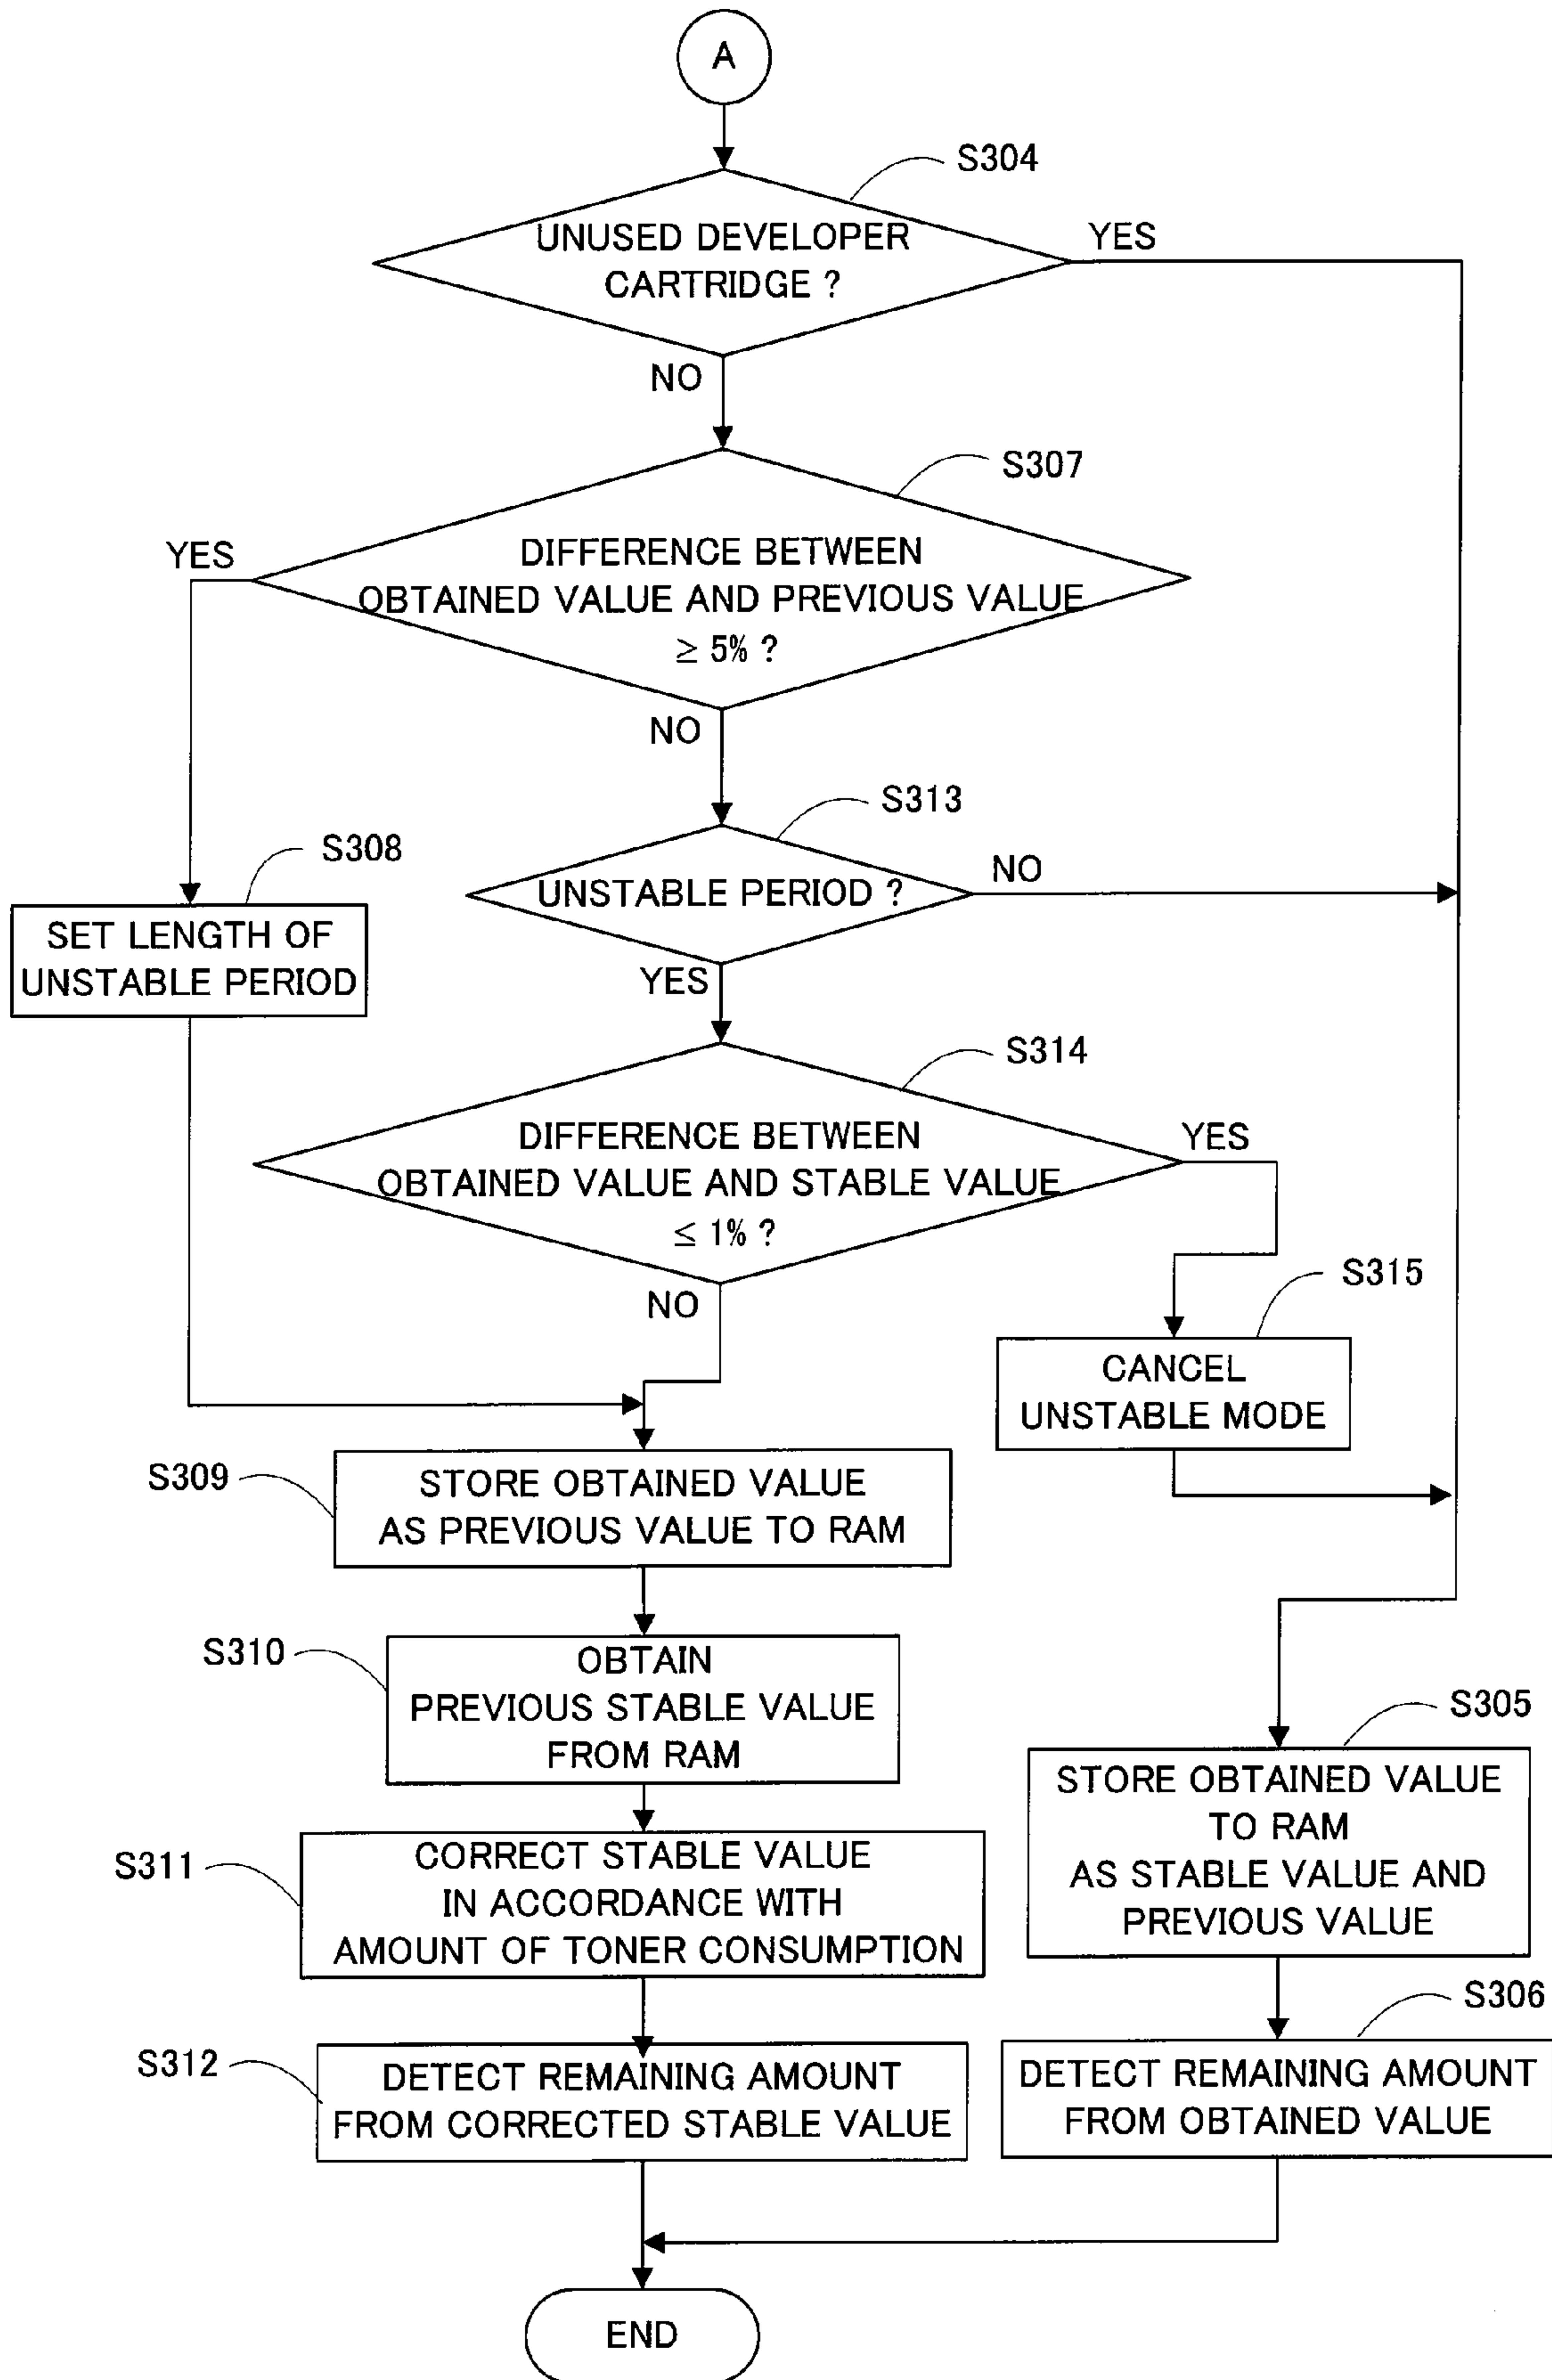 A
S304
UNUSED DEVELOPER
CARTRIDGE ?
YES
NO
S307
YES
DIFFERENCE BETWEEN
OBTAINED VALUE AND PREVIOUS VALUE
≥ 5% ?
NO
S313
S308
UNSTABLE PERIOD ?
NO
SET LENGTH OF
UNSTABLE PERIOD
YES
S314
DIFFERENCE BETWEEN
OBTAINED VALUE AND STABLE VALUE
≤ 1% ?
YES
NO
S315
CANCEL
UNSTABLE MODE
S309
STORE OBTAINED VALUE
AS PREVIOUS VALUE TO RAM
S310
OBTAIN
PREVIOUS STABLE VALUE
FROM RAM
S305
STORE OBTAINED VALUE
TO RAM
AS STABLE VALUE AND
PREVIOUS VALUE
S311
CORRECT STABLE VALUE
IN ACCORDANCE WITH
AMOUNT OF TONER CONSUMPTION
S306
DETECT REMAINING AMOUNT
FROM OBTAINED VALUE
S312
DETECT REMAINING AMOUNT
FROM CORRECTED STABLE VALUE
END